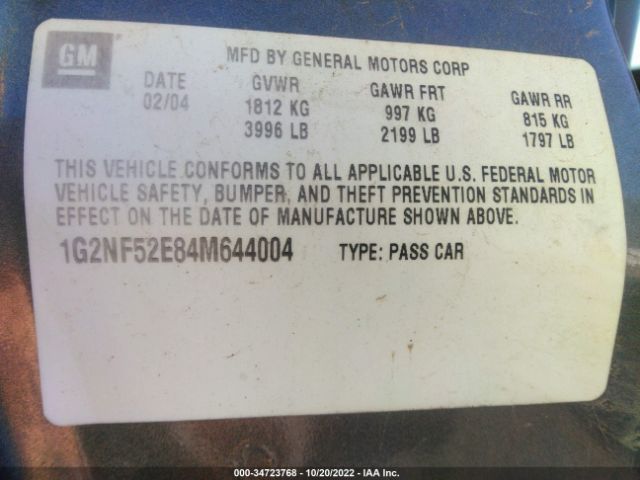 GM
MFD BY GENERAL MOTORS CORP
DATE GVWR GAWR FRT GAWR RR
02/04 1812 KG 997 KG 815 KG
3996 LB 2199 LB 1797 LB
THIS VEHICLE CONFORMS TO ALL APPLICABLE U.S. FEDERAL MOTOR
VEHICLE SAFETY, BUMPER, AND THEFT PREVENTION STANDARDS IN
EFFECT ON THE DATE OF MANUFACTURE SHOWN ABOVE.
1G2NF52E84M644004 TYPE: PASS CAR
000-34723768 - 10/20/2022 - IAA Inc.